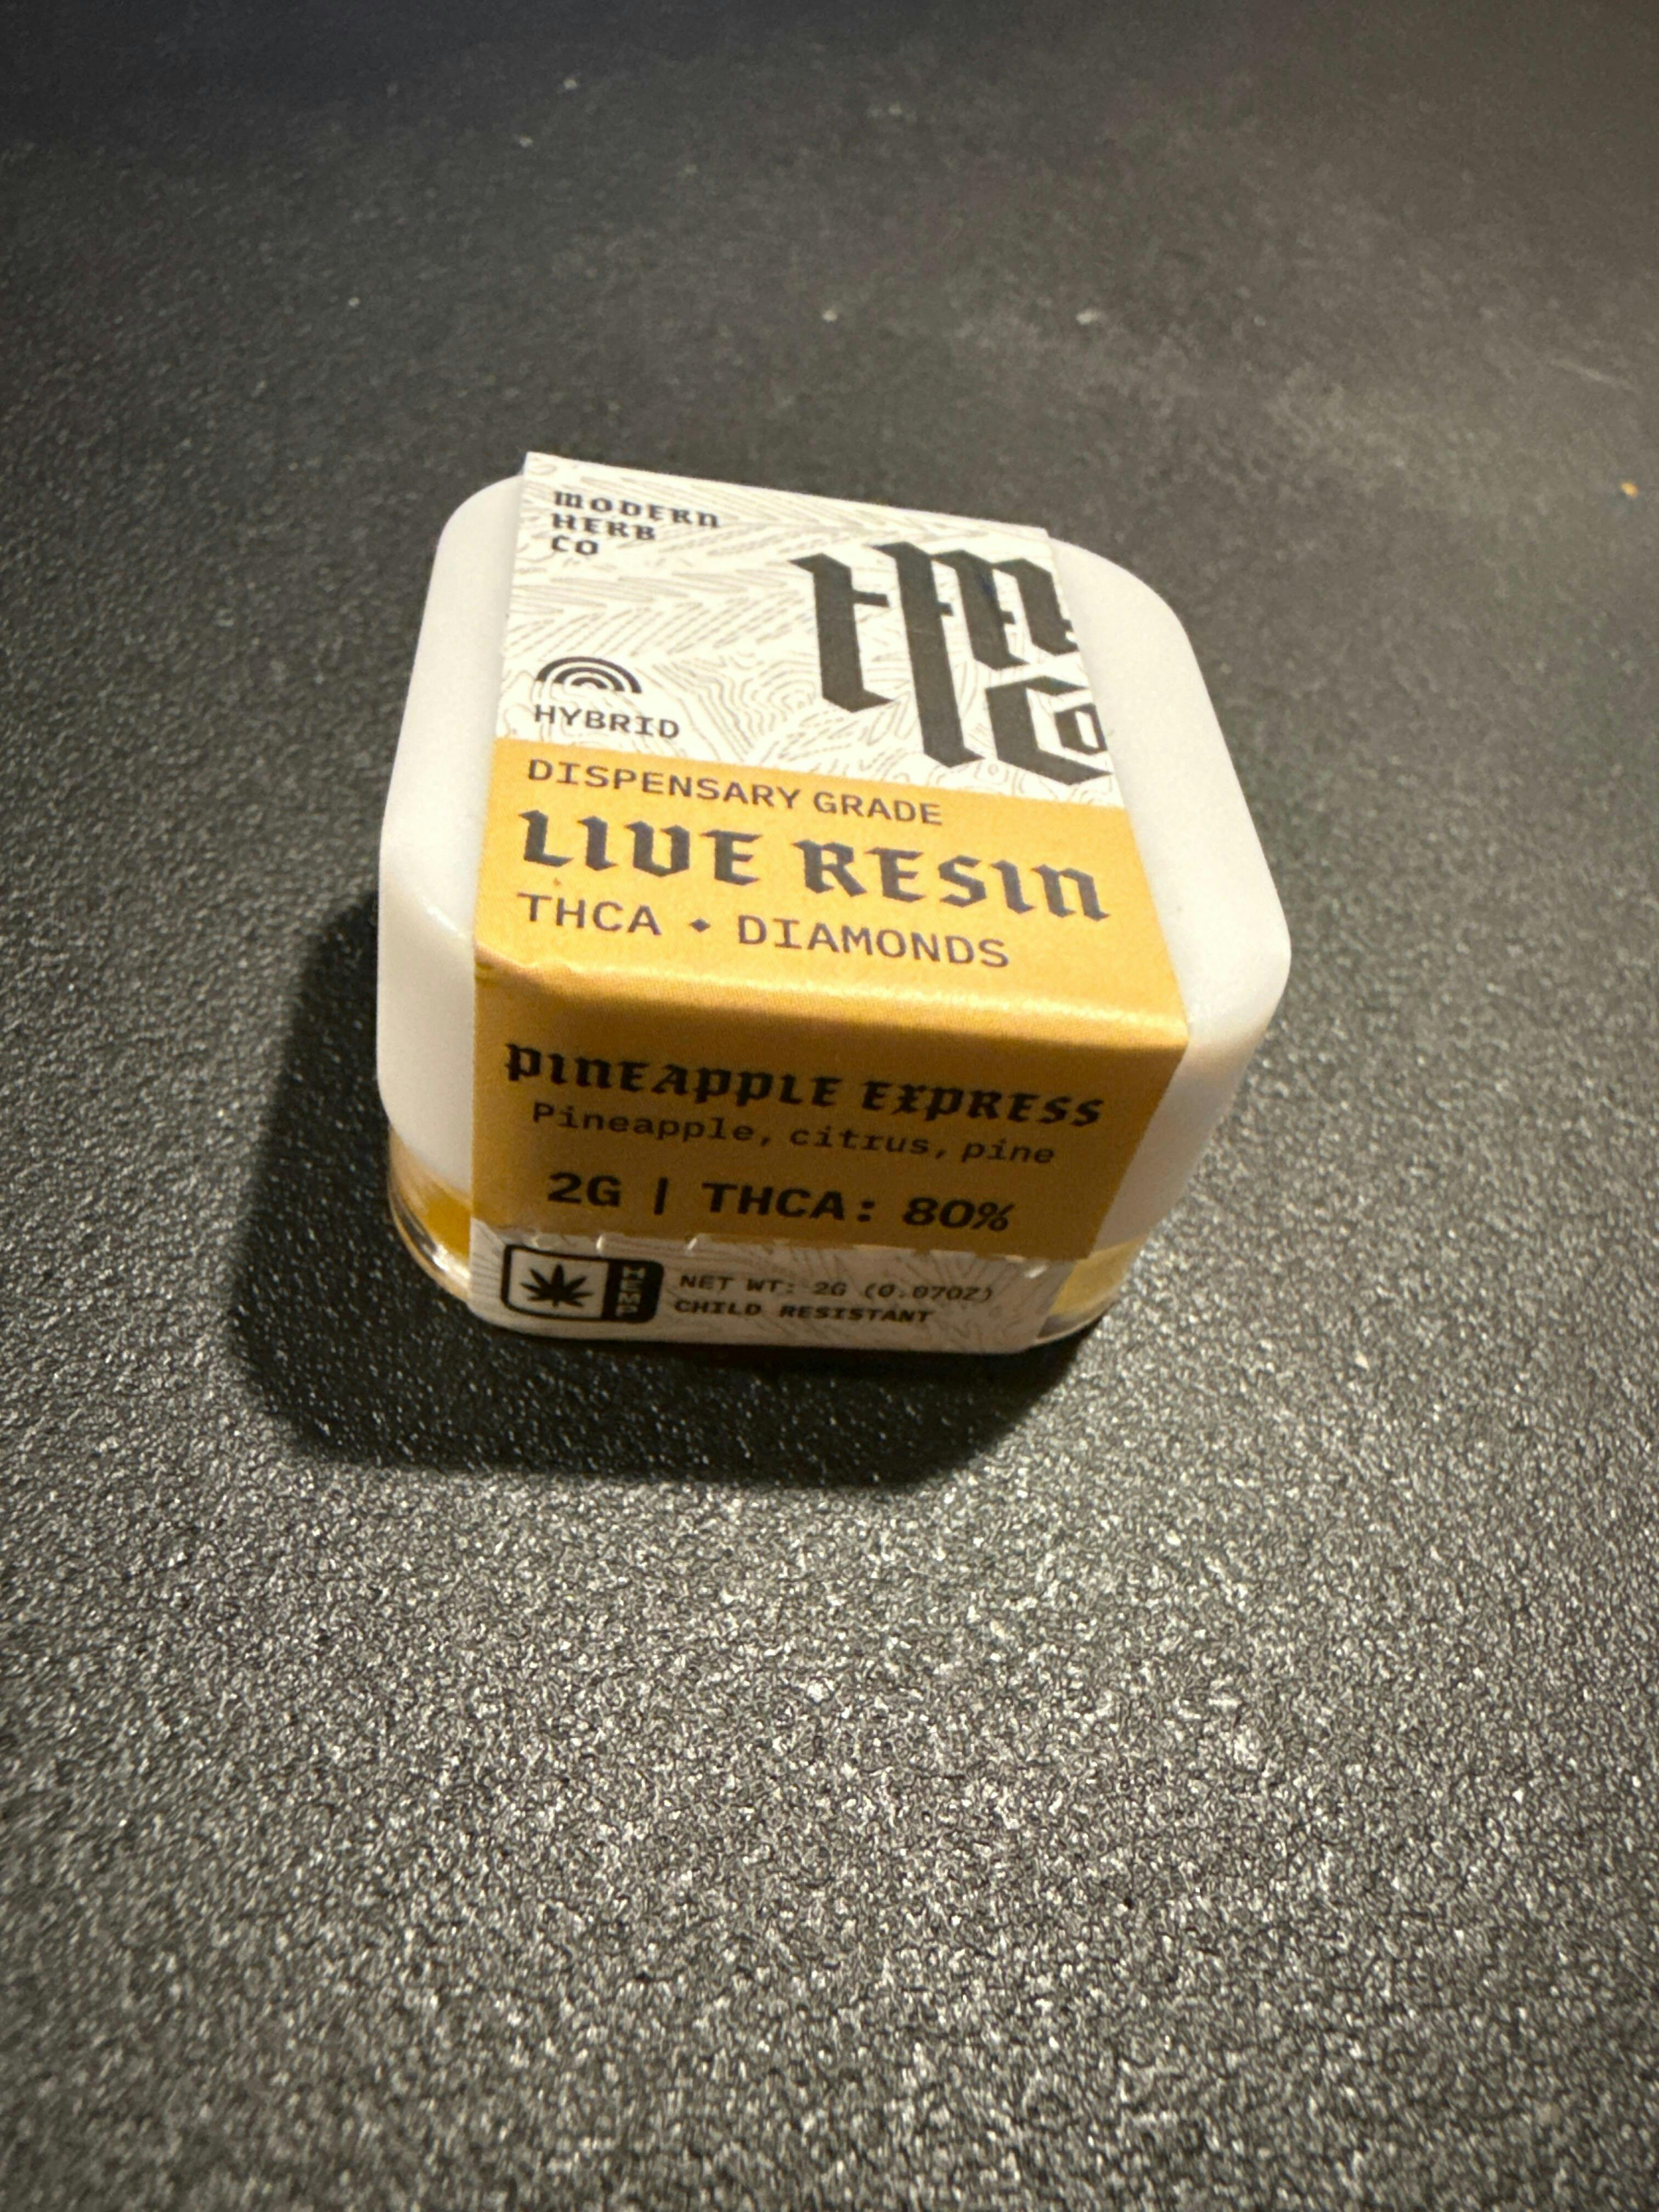 MODERN
HERB
CO
HYBRID
DISPENSARY GRADE
LIVE RESIN
THCA ✦ DIAMONDS
PINEAPPLE EXPRESS
Pineapple, citrus, pine
2G | THCA: 80%
NET WT: 2G (0.07OZ)
CHILD RESISTANT